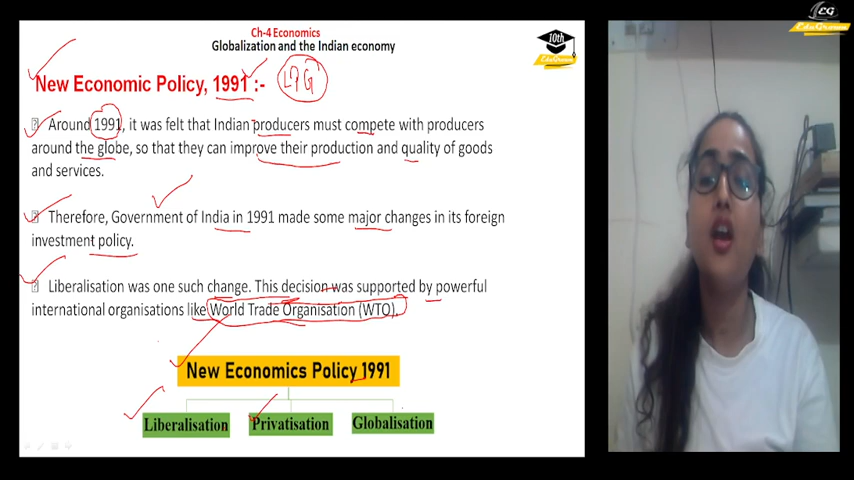 Ch-4 Economics
Globalization and the Indian economy
10th
EduGrown
CG
EduGrown
New Economic Policy, 1991 :-
LPG
Around 1991, it was felt that Indian producers must compete with producers
around the globe, so that they can improve their production and quality of goods
and services.
Therefore, Government of India in 1991 made some major changes in its foreign
investment policy.
Liberalisation was one such change. This decision was supported by powerful
international organisations like World Trade Organisation (WTO).
New Economics Policy 1991
Liberalisation
Privatisation
Globalisation